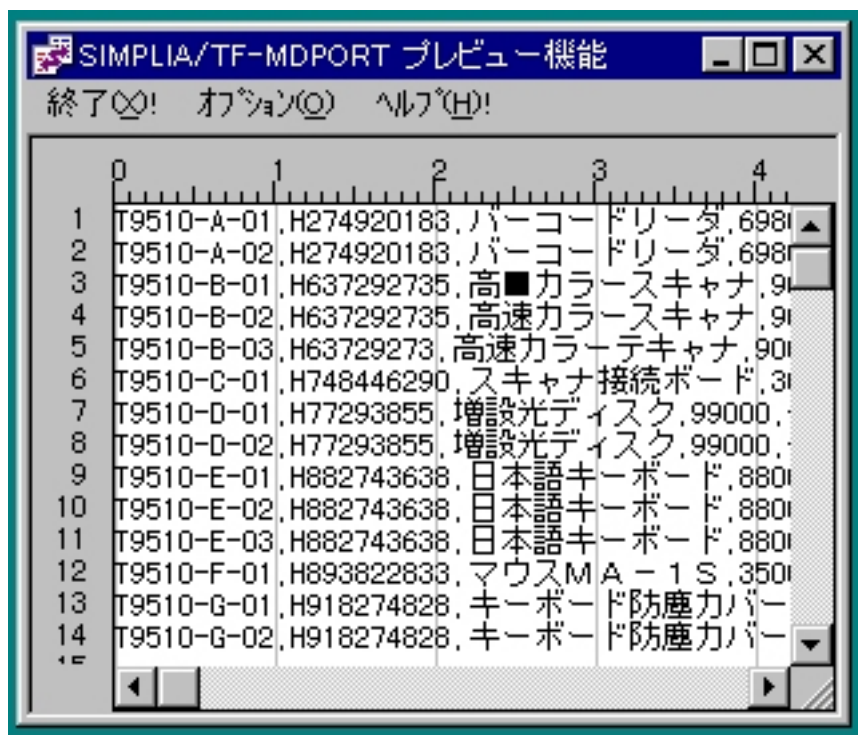 SIMPLIA/TF-MDPORT プレビュー機能
終了(X)! オプション(O) ヘルプ(H)!
0 1 2 3 4
1 T9510-A-01,H274920183,バーコードリーダ,6980
2 T9510-A-02,H274920183,バーコードリーダ,698
3 T9510-B-01,H637292735,高■カラースキャナ,9
4 T9510-B-02,H637292735,高速カラースキャナ,9
5 T9510-B-03,H63729273,高速カラーテキャナ,900
6 T9510-C-01,H748446290,スキャナ接続ボード,3
7 T9510-D-01,H77293855,増設光ディスク,99000,
8 T9510-D-02,H77293855,増設光ディスク,99000,
9 T9510-E-01,H882743638,日本語キーボード,880
10 T9510-E-02,H882743638,日本語キーボード,880
11 T9510-E-03,H882743638,日本語キーボード,880
12 T9510-F-01,H893822833,マウスMA-1S,350
13 T9510-G-01,H918274828,キーボード防塵カバー
14 T9510-G-02,H918274828,キーボード防塵カバー